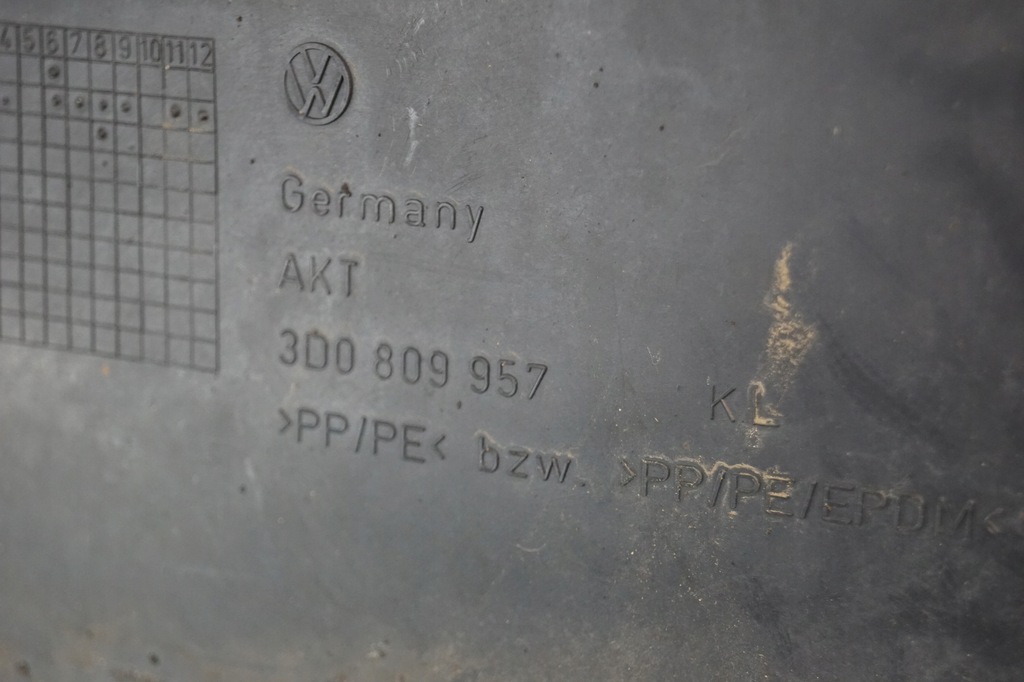 4 5 6 7 8 9 10 11 12
VW
Germany
AKT
3D0 809 957
KL
>PP/PE< bzw. >PP/PE/EPDM<